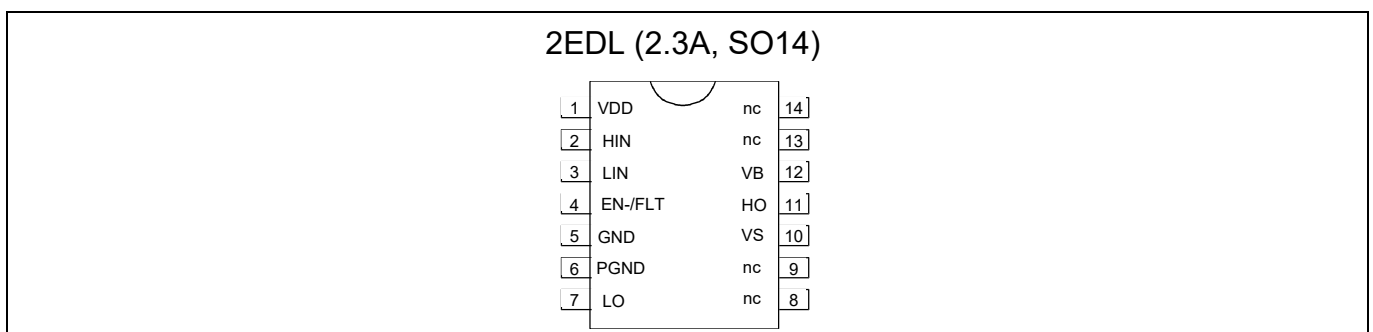 2EDL (2.3A, SO14)
1 VDD nc 14
2 HIN nc 13
3 LIN VB 12
4 EN-/FLT HO 11
5 GND VS 10
6 PGND nc 9
7 LO nc 8